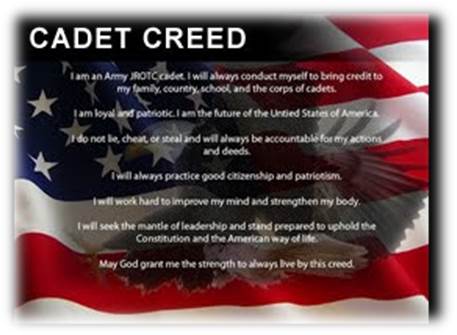 CADET CREED
I am an Army JROTC cadet. I will always conduct myself to bring credit to
my family, country, school, and the corps of cadets.
I am loyal and patriotic. I am the future of the Untied States of America.
I do not lie, cheat, or steal and will always be accountable for my actions
and deeds.
I will always practice good citizenship and patriotism.
I will work hard to improve my mind and strengthen my body.
I will seek the mantle of leadership and stand prepared to uphold the
Constitution and the American way of life.
May God grant me the strength to always live by this creed.